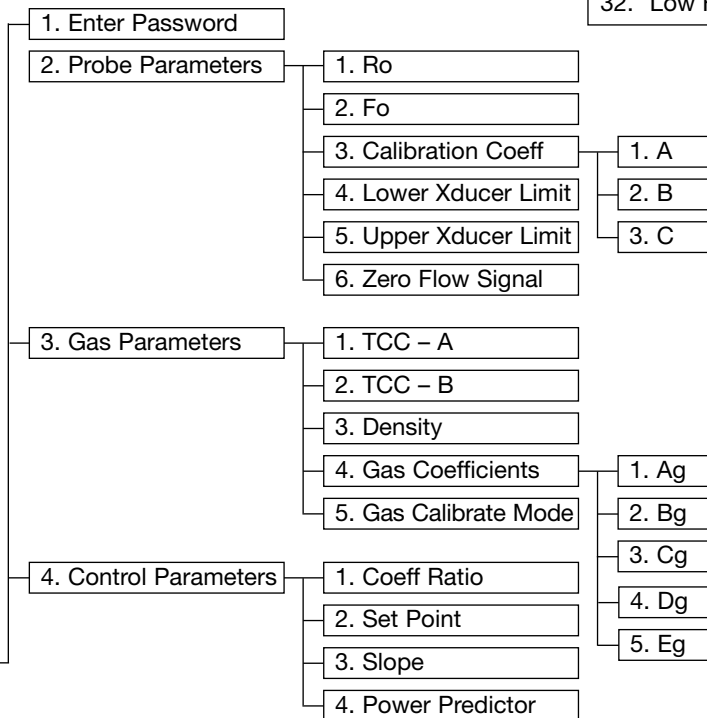 32. Low
1. Enter Password
2. Probe Parameters
1. Ro
2. Fo
3. Calibration Coeff
1. A
2. B
3. C
4. Lower Xducer Limit
5. Upper Xducer Limit
6. Zero Flow Signal
3. Gas Parameters
1. TCC – A
2. TCC – B
3. Density
4. Gas Coefficients
1. Ag
2. Bg
3. Cg
4. Dg
5. Eg
5. Gas Calibrate Mode
4. Control Parameters
1. Coeff Ratio
2. Set Point
3. Slope
4. Power Predictor